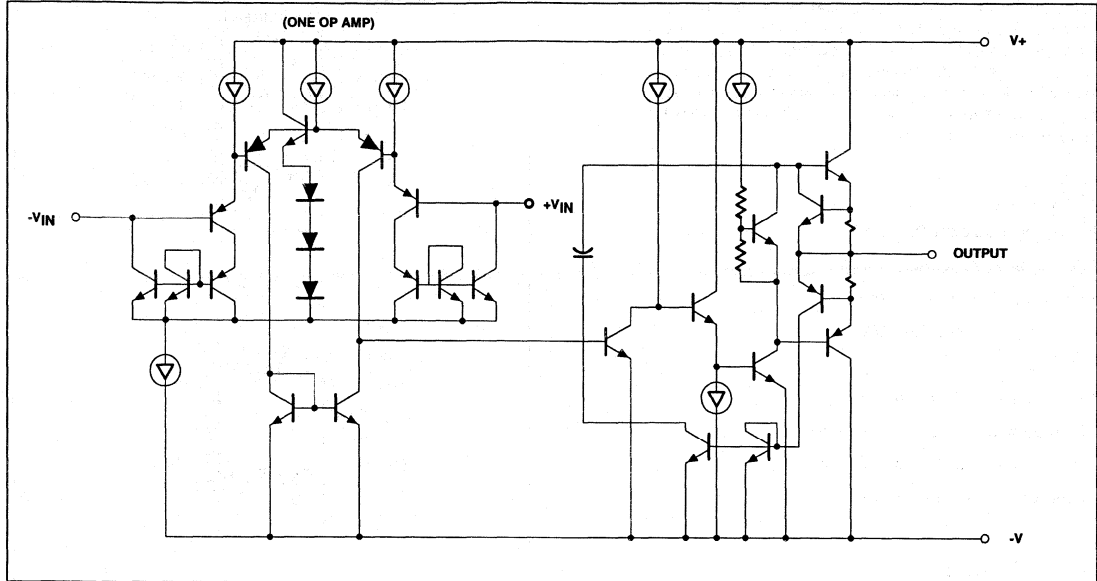 (ONE OP AMP)
V+
-VIN
+VIN
OUTPUT
-V